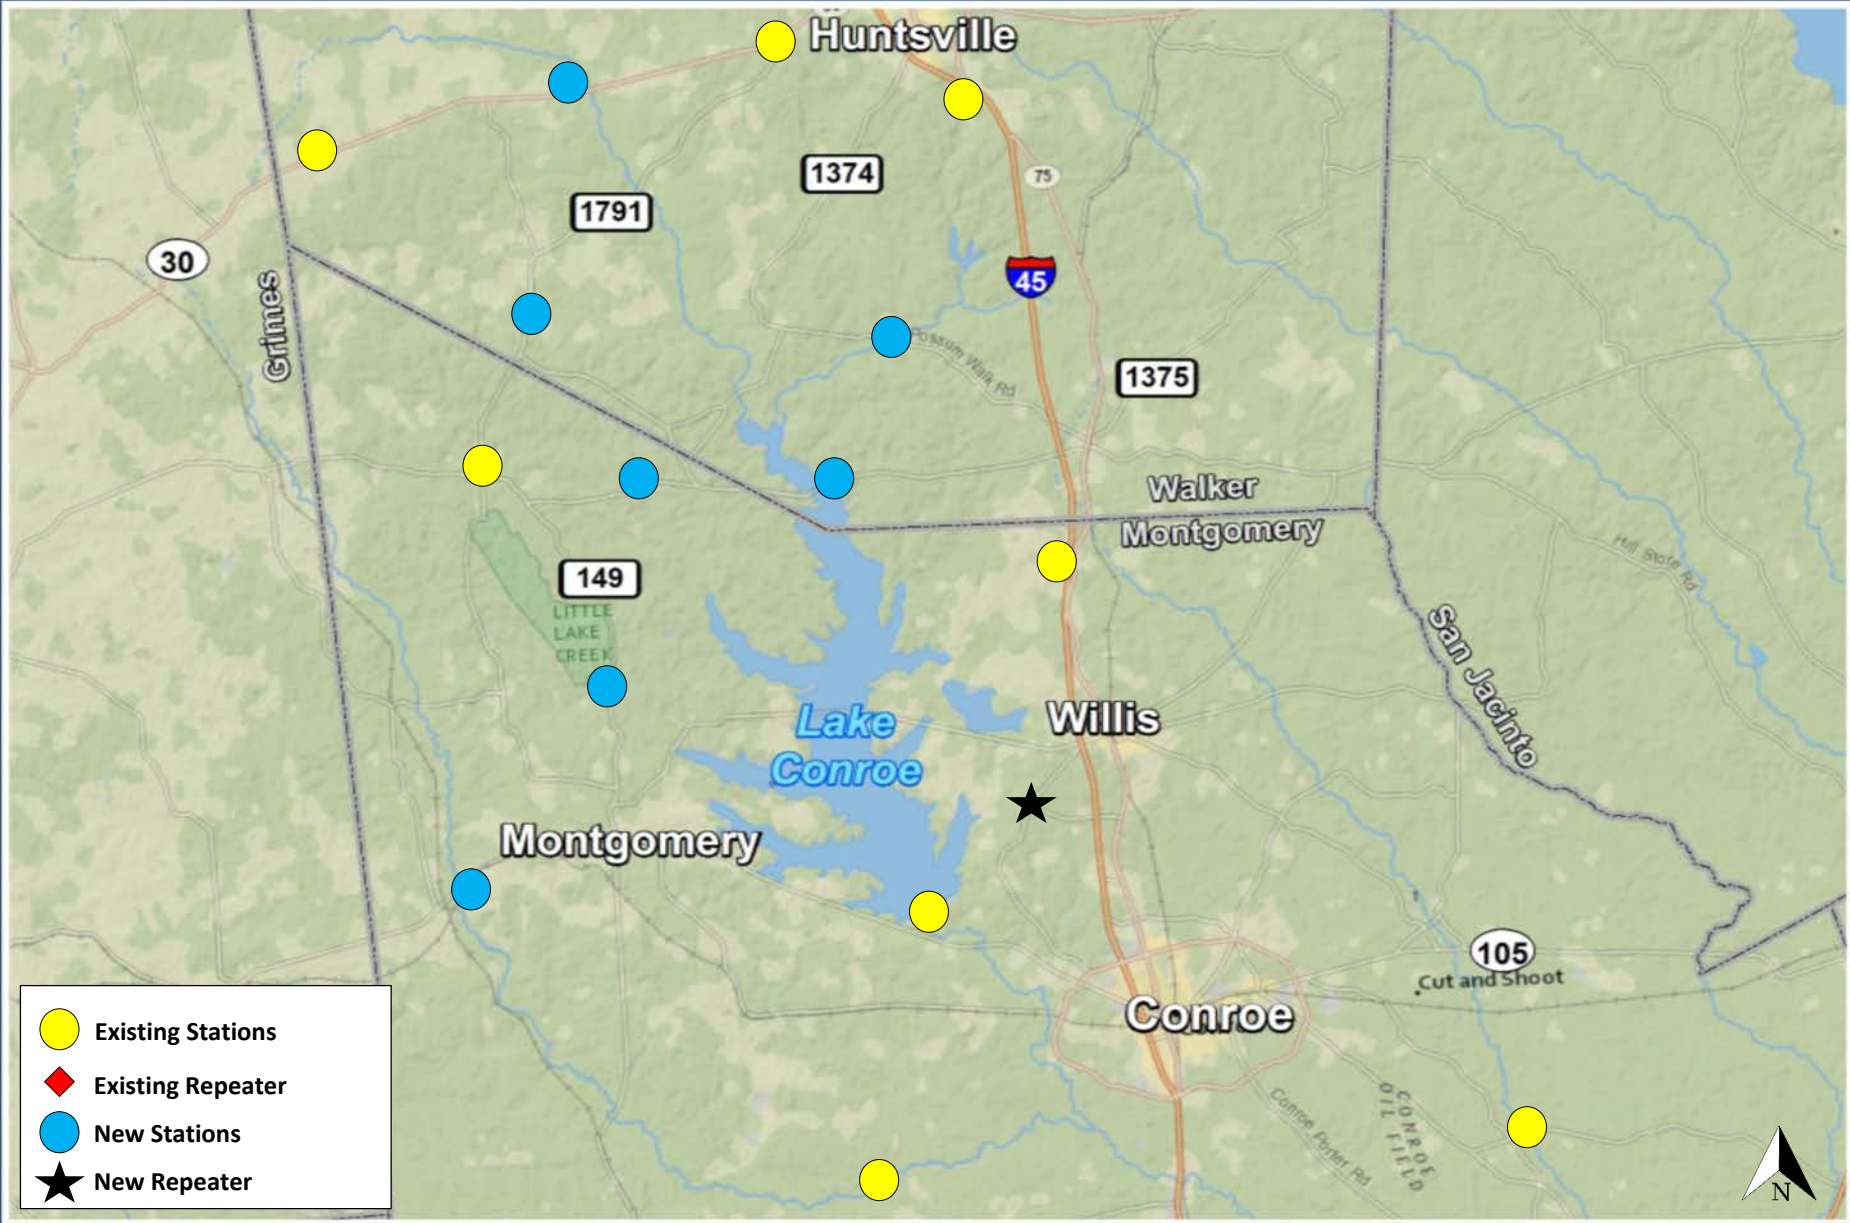 Huntsville
1374
75
1791
30
45
Grimes
Possum Walk Rd
1375
Walker
Montgomery
Hill State Rd
149
LITTLE
LAKE
CREEK
San Jacinto
Lake
Conroe
Willis
Montgomery
105
Cut and Shoot
Conroe
CONROE
OIL FIELD
Conroe Porter Rd
Existing Stations
Existing Repeater
New Stations
New Repeater
N